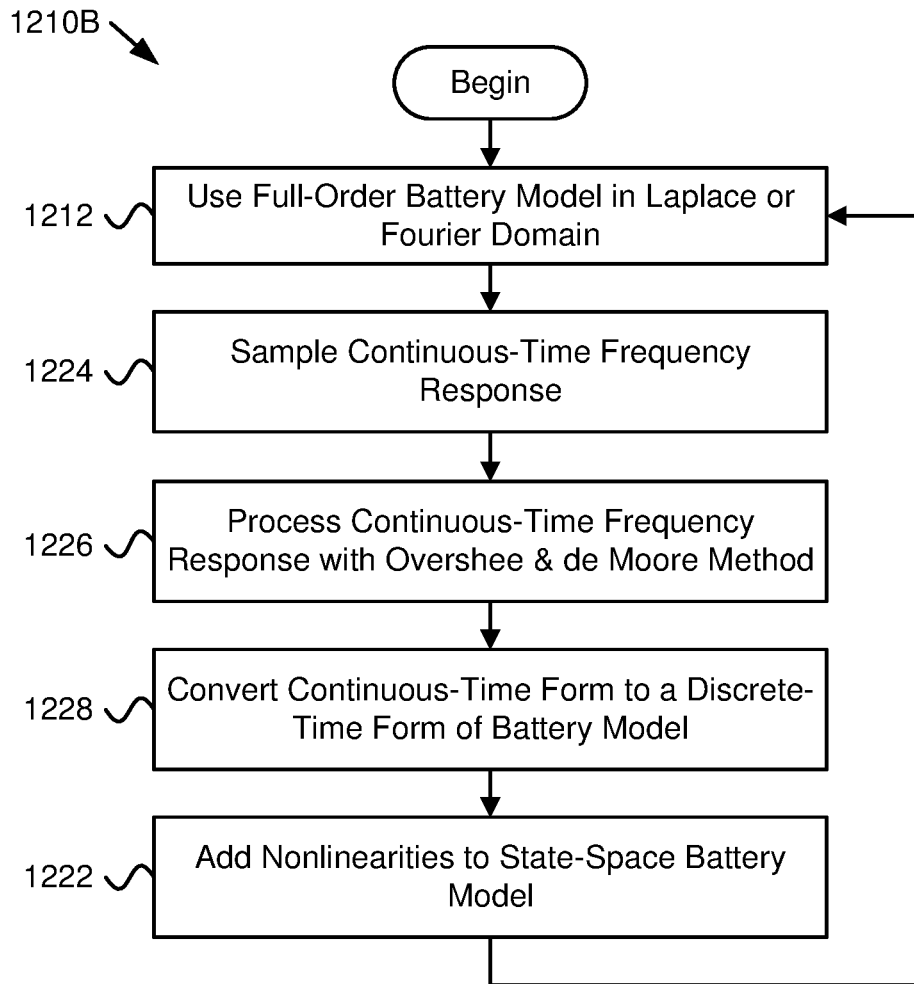 1210B
Begin
1212
Use Full-Order Battery Model in Laplace or
Fourier Domain
1224
Sample Continuous-Time Frequency
Response
1226
Process Continuous-Time Frequency
Response with Overshee & de Moore Method
1228
Convert Continuous-Time Form to a Discrete-
Time Form of Battery Model
1222
Add Nonlinearities to State-Space Battery
Model